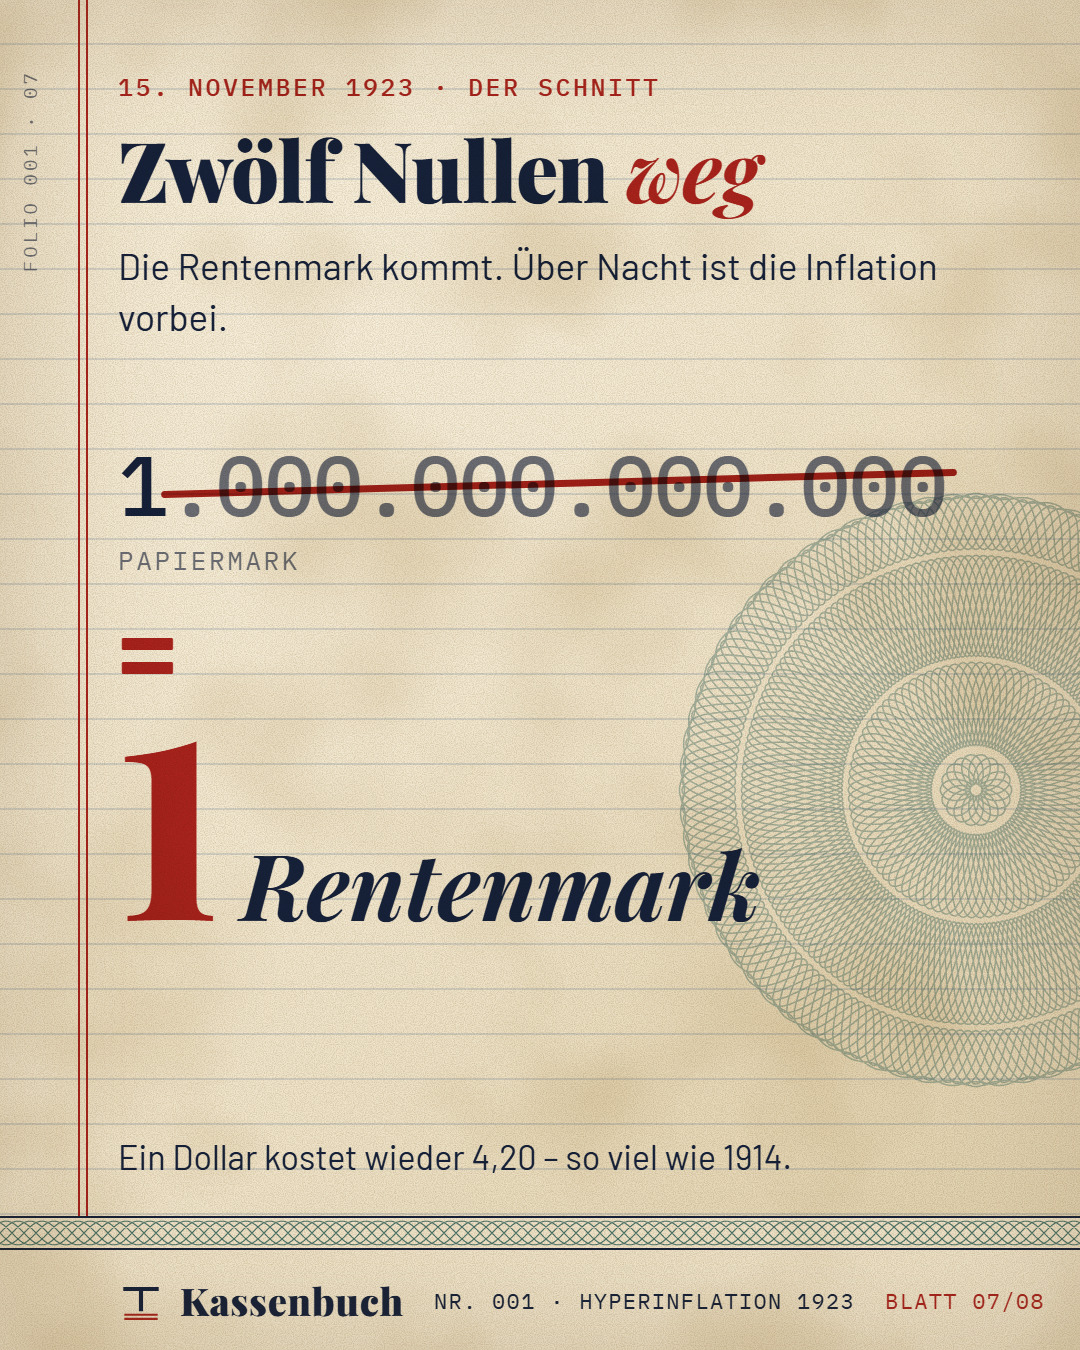 FOLIO 001 · 07
15. NOVEMBER 1923 · DER SCHNITT
Zwölf Nullen weg
Die Rentenmark kommt. Über Nacht ist die Inflation
vorbei.
1.000.000.000.000
PAPIERMARK
=
1 Rentenmark
Ein Dollar kostet wieder 4,20 – so viel wie 1914.
Kassenbuch NR. 001 · HYPERINFLATION 1923 BLATT 07/08